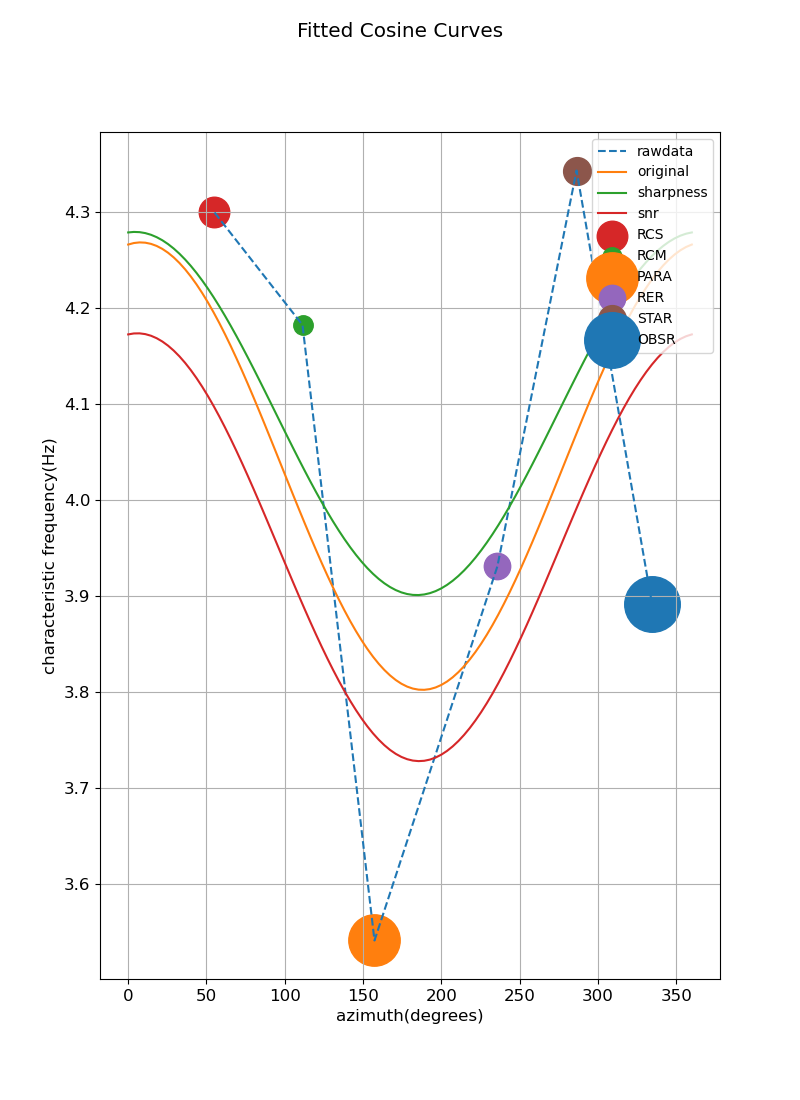 Fitted Cosine Curves
rawdata
original
sharpness
snr
RCS
RCM
PARA
RER
STAR
OBSR
characteristic frequency(Hz)
4.3
4.2
4.1
4.0
3.9
3.8
3.7
3.6
0 50 100 150 200 250 300 350
azimuth(degrees)